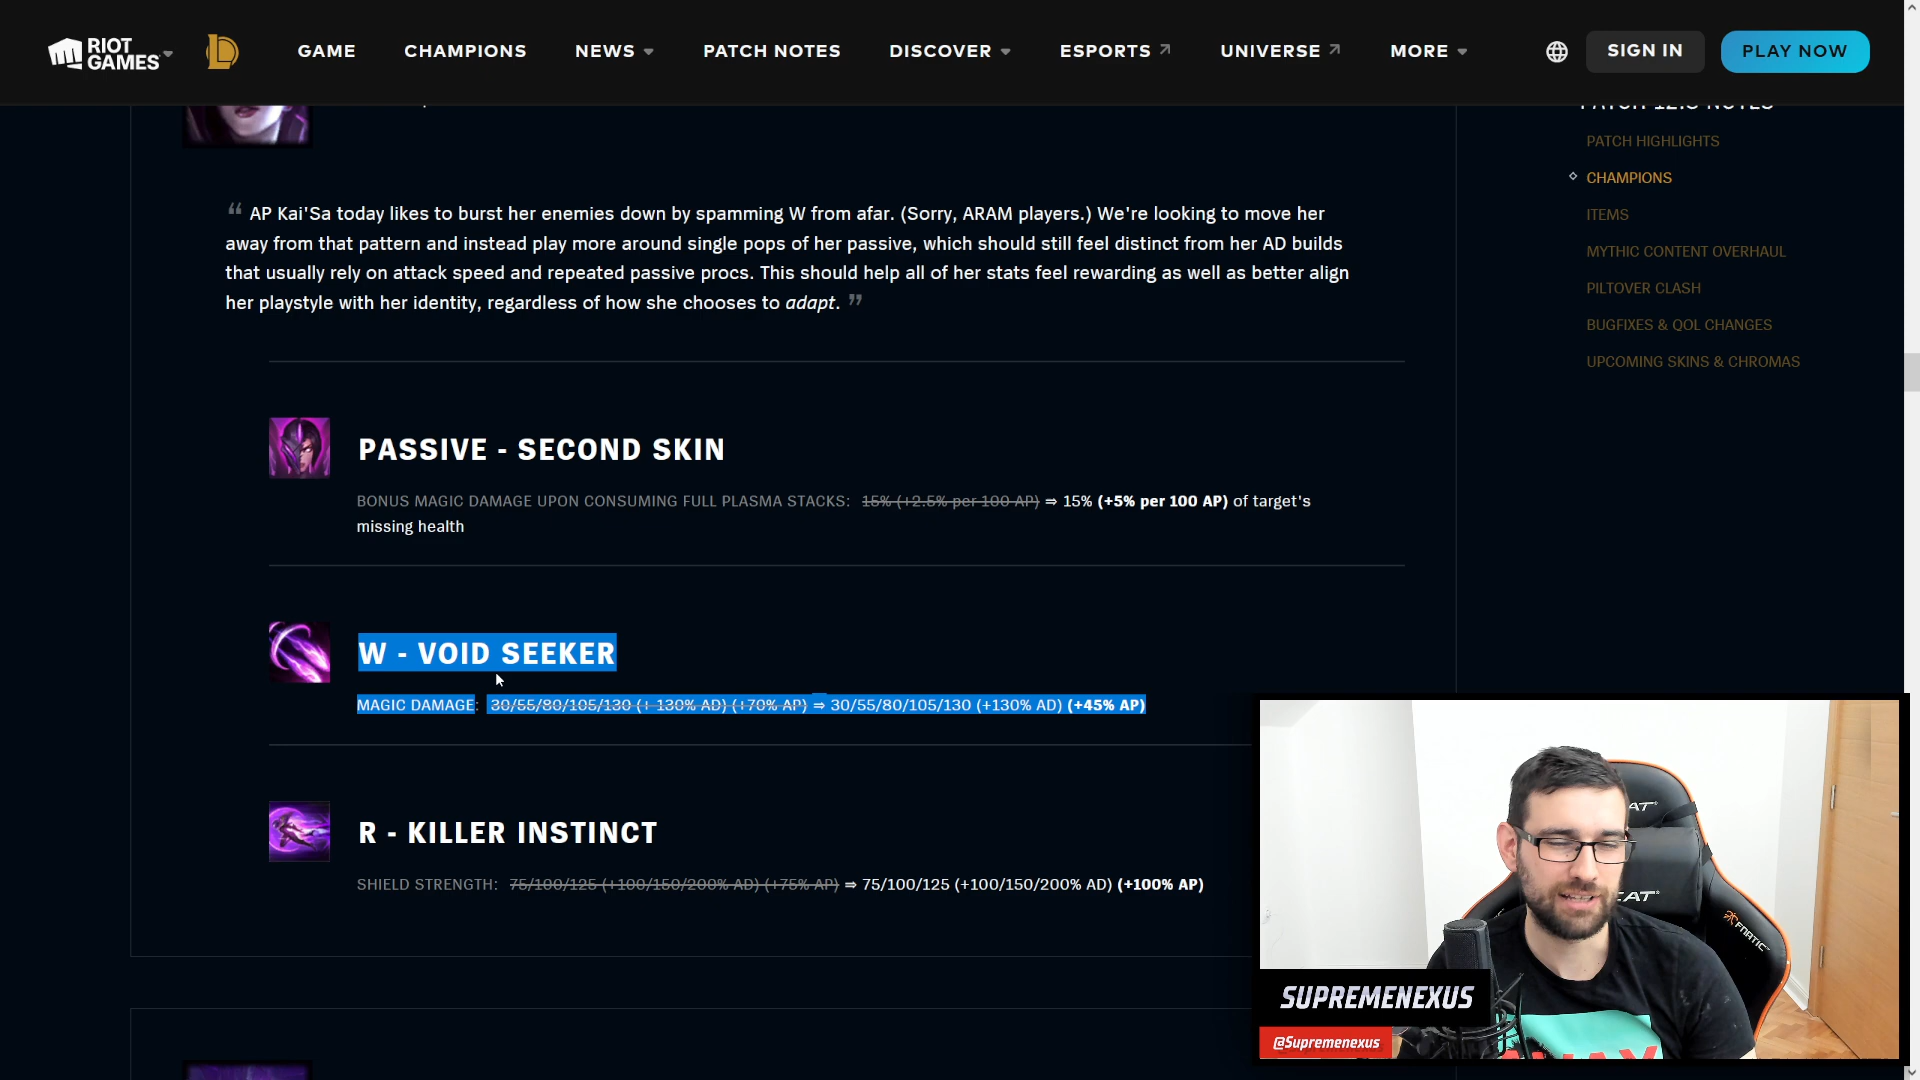 RIOT GAMES
GAME
CHAMPIONS
NEWS
PATCH NOTES
DISCOVER
ESPORTS
UNIVERSE
MORE
SIGN IN
PLAY NOW
PATCH HIGHLIGHTS
CHAMPIONS
ITEMS
MYTHIC CONTENT OVERHAUL
PILTOVER CLASH
BUGFIXES & QOL CHANGES
UPCOMING SKINS & CHROMAS
“ AP Kai'Sa today likes to burst her enemies down by spamming W from afar. (Sorry, ARAM players.) We're looking to move her
away from that pattern and instead play more around single pops of her passive, which should still feel distinct from her AD builds
that usually rely on attack speed and repeated passive procs. This should help all of her stats feel rewarding as well as better align
her playstyle with her identity, regardless of how she chooses to adapt. ”
PASSIVE - SECOND SKIN
BONUS MAGIC DAMAGE UPON CONSUMING FULL PLASMA STACKS: 15% (+2.5% per 100 AP) ⇒ 15% (+5% per 100 AP) of target's
missing health
W - VOID SEEKER
MAGIC DAMAGE: 30/55/80/105/130 (+ 130% AD) (+70% AP) ⇒ 30/55/80/105/130 (+130% AD) (+45% AP)
R - KILLER INSTINCT
SHIELD STRENGTH: 75/100/125 (+100/150/200% AD) (+75% AP) ⇒ 75/100/125 (+100/150/200% AD) (+100% AP)
FNATIC
SUPREMENEXUS
@Supremenexus